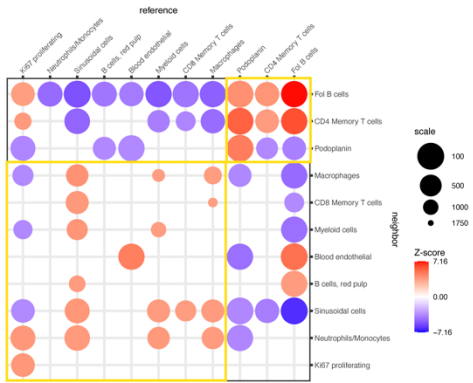 reference
Ki67 proliferating
Neutrophils/Monocytes
Sinusoidal cells
B cells, red pulp
Blood endothelial
Myeloid cells
CD8 Memory T cells
Macrophages
Podoplanin
CD4 Memory T cells
Fol B cells
Fol B cells
CD4 Memory T cells
Podoplanin
Macrophages
CD8 Memory T cells
Myeloid cells
Blood endothelial
B cells, red pulp
Sinusoidal cells
Neutrophils/Monocytes
Ki67 proliferating
neighbor
scale
100
500
1000
1750
Z-score
7.16
0.00
−7.16